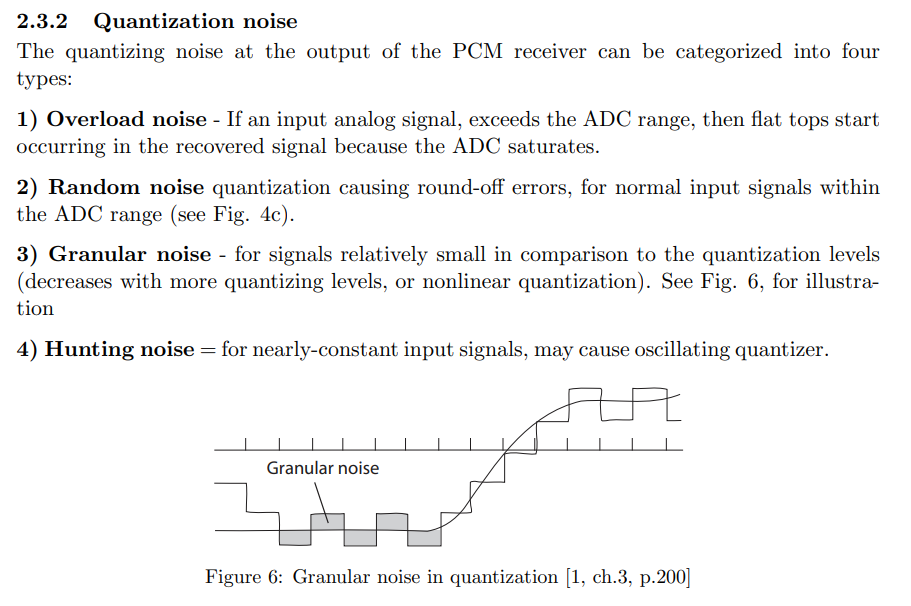 2.3.2 Quantization noise
The quantizing noise at the output of the PCM receiver can be categorized into four
types:
1) Overload noise - If an input analog signal, exceeds the ADC range, then flat tops start
occurring in the recovered signal because the ADC saturates.
2) Random noise quantization causing round-off errors, for normal input signals within
the ADC range (see Fig. 4c).
3) Granular noise - for signals relatively small in comparison to the quantization levels
(decreases with more quantizing levels, or nonlinear quantization). See Fig. 6, for illustra-
tion
4) Hunting noise = for nearly-constant input signals, may cause oscillating quantizer.
Granular noise
Figure 6: Granular noise in quantization [1, ch.3, p.200]